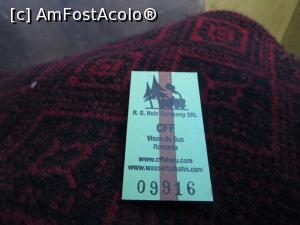 [c] AmFostAcolo®
R. G. Holz Company SRL
CFF
Viseu de Sus
Romania
www.cffviseu.com
www.wassertalbahn.com
09916